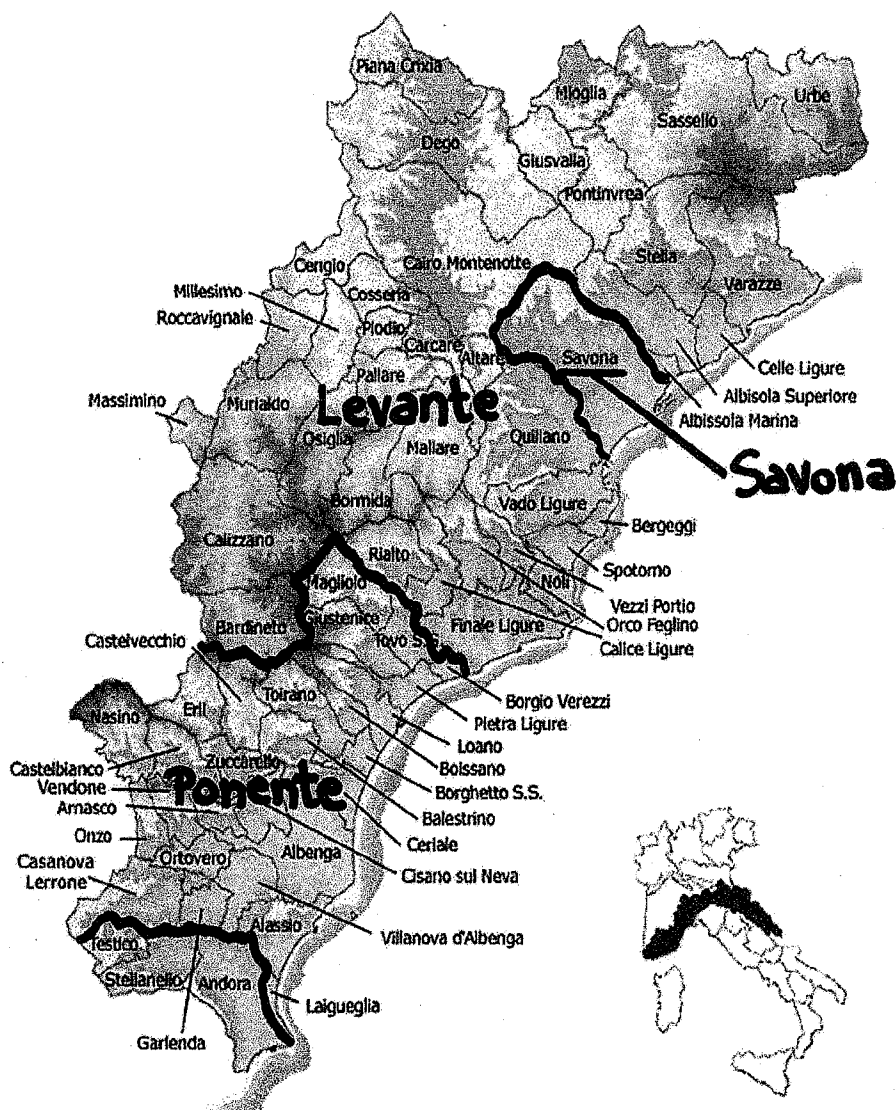 Piana Crixia
Mioglia
Urbe
Sassello
Dego
Giusvalla
Pontinvrea
Stella
Cengio
Cairo Montenotte
Varazze
Millesimo
Cosseria
Roccavignale
Plodio
Carcare
Altare
Savona
Celle Ligure
Pallare
Albisola Superiore
Massimino
Murialdo
Levante
Albissola Marina
Osiglia
Mallare
Quiliano
Savona
Bormida
Vado Ligure
Bergeggi
Calizzano
Rialto
Spotorno
Magliolo
Noli
Vezzi Portio
Giustenice
Orco Feglino
Bardineto
Finale Ligure
Calice Ligure
Castelvecchio
Tovo S.G.
Toirano
Borgio Verezzi
Erli
Nasino
Pietra Ligure
Loano
Castelbianco
Zuccarello
Boissano
Vendone
Ponente
Borghetto S.S.
Arnasco
Balestrino
Onzo
Ceriale
Ortovero
Albenga
Casanova
Lerrone
Cisano sul Neva
Alassio
Villanova d'Albenga
Testico
Stellanello
Andora
Laigueglia
Garlenda